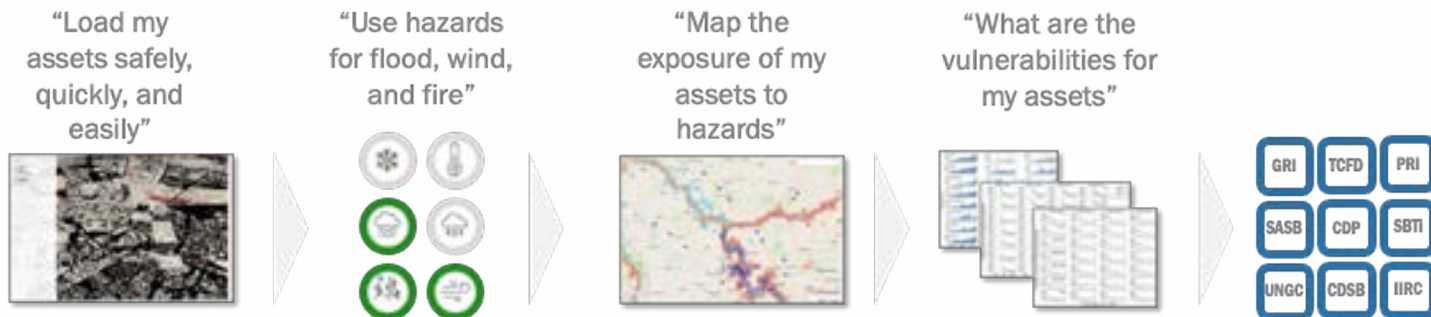 “Load my
assets safely,
quickly, and
easily”
“Use hazards
for flood, wind,
and fire”
“Map the
exposure of my
assets to
hazards”
“What are the
vulnerabilities for
my assets”
GRI TCFD PRI
SASB CDP SBTi
UNGC CDSB IIRC